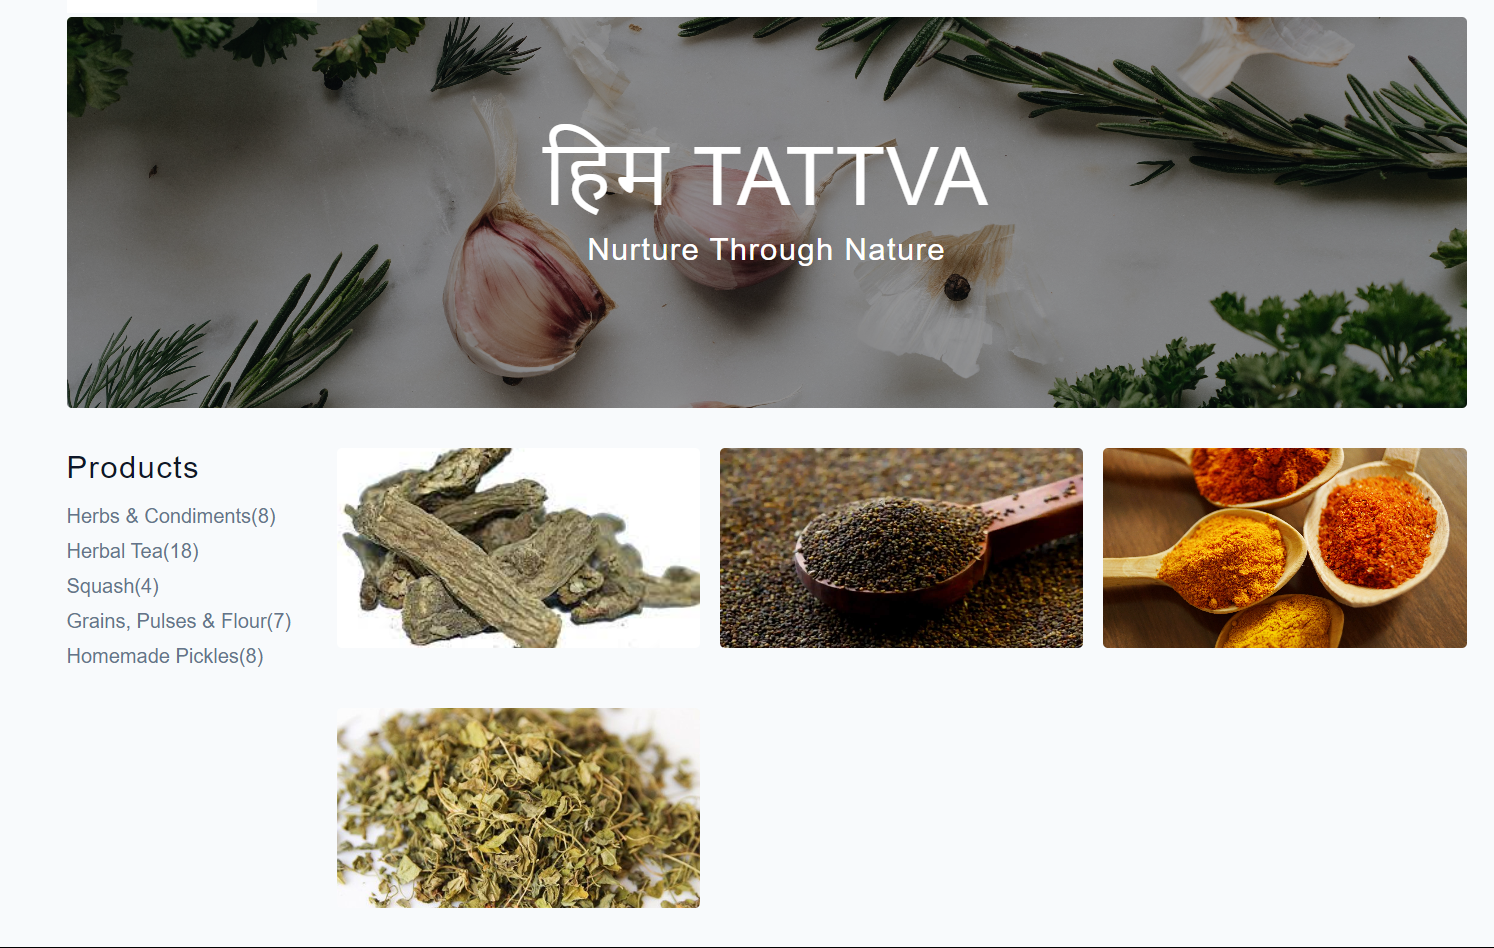 हिम TATTVA
Nurture Through Nature
Products
Herbs & Condiments(8)
Herbal Tea(18)
Squash(4)
Grains, Pulses & Flour(7)
Homemade Pickles(8)